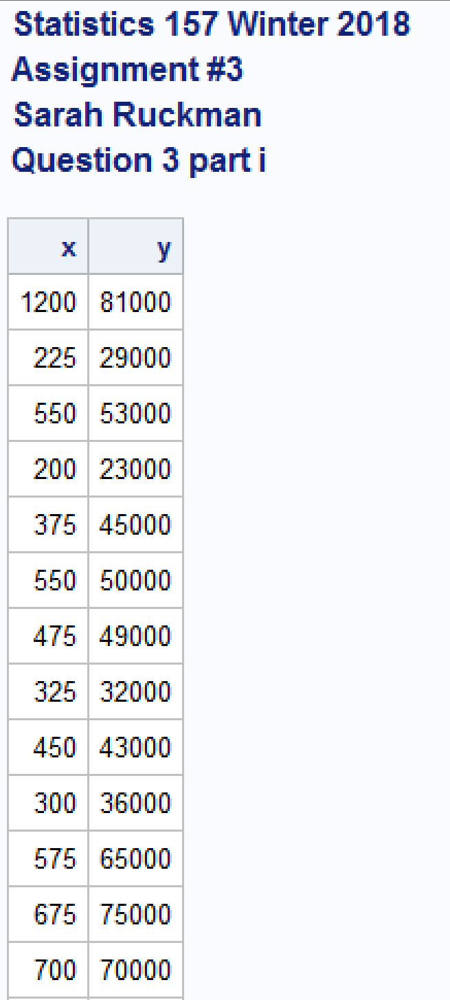 Statistics 157 Winter 2018
Assignment #3
Sarah Ruckman
Question 3 part i
x y
1200 81000
225 29000
550 53000
200 23000
375 45000
550 50000
475 49000
325 32000
450 43000
300 36000
575 65000
675 75000
700 70000